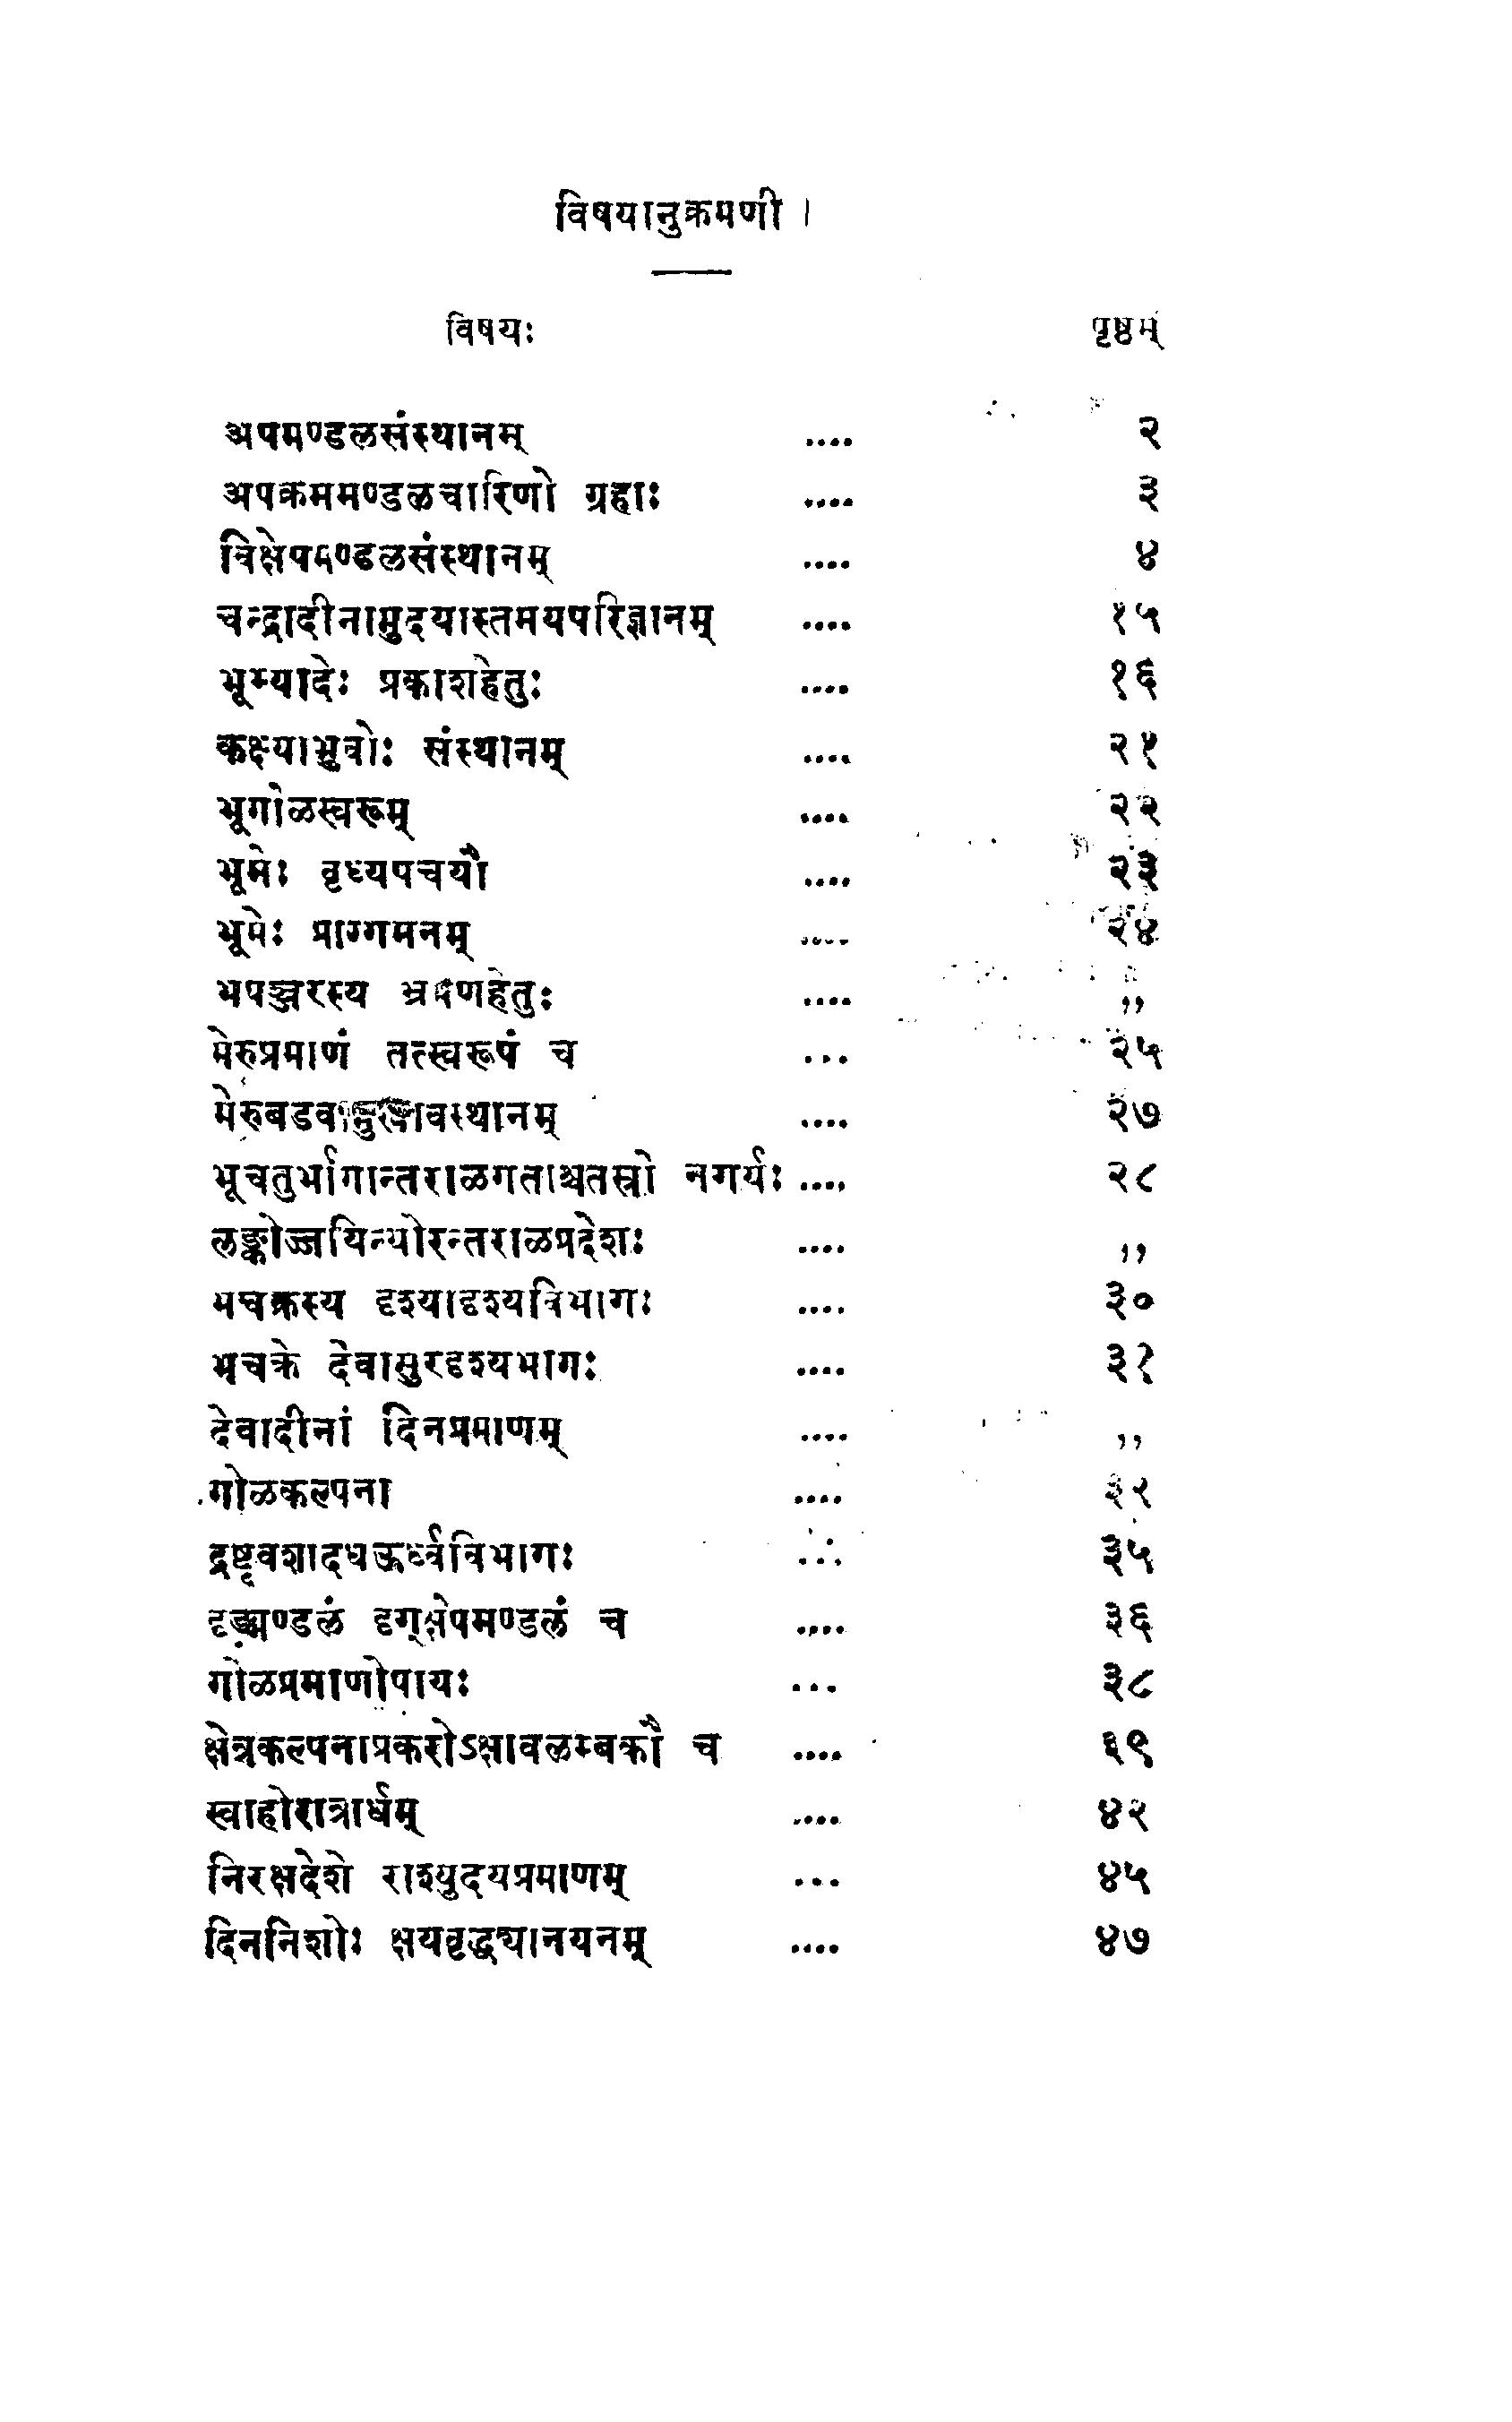 विषयानुक्रमणी ।
विषयः पृष्ठम्
अपमण्डलसंस्थानम् .... २
अपक्रममण्डळचारिणो ग्रहाः .... ३
विक्षेपमण्डलसंस्थानम् .... ४
चन्द्रादीनामुदयास्तमयपरिज्ञानम् .... १५
भूम्यादेः प्रकाशहेतुः .... १६
कक्ष्याभुवोः संस्थानम् .... २१
भूगोळस्वरूम् .... २२
भूमेः वृध्यपचयौ .... २३
भूमेः प्राग्गमनम् .... २४
भपञ्जरस्य भ्रमणहेतुः .... ,,
मेरुप्रमाणं तत्स्वरूपं च ... २५
मेरुबडवामुखावस्थानम् .... २७
भूचतुर्भागान्तराळगताश्चतस्रो नगर्यः .... २८
लङ्कोज्जयिन्योरन्तराळप्रदेशः .... ,,
भचक्रस्य दृश्यादृश्यविभागः .... ३०
भचक्रे देवासुरदृश्यभागः .... ३१
देवादीनां दिनप्रमाणम् .... ,,
गोळकल्पना .... ३२
द्रष्टृवशादधऊर्ध्वविभागः ... ३५
दृङ्मण्डलं दृग्क्षेपमण्डलं च .... ३६
गोळप्रमाणोपायः ... ३८
क्षेत्रकल्पनाप्रकरोऽक्षावळम्बकौ च .... ३९
स्वाहोरात्रार्धम् .... ४२
निरक्षदेशे राश्युदयप्रमाणम् ... ४५
दिननिशोः क्षयवृद्ध्यानयनम् .... ४७